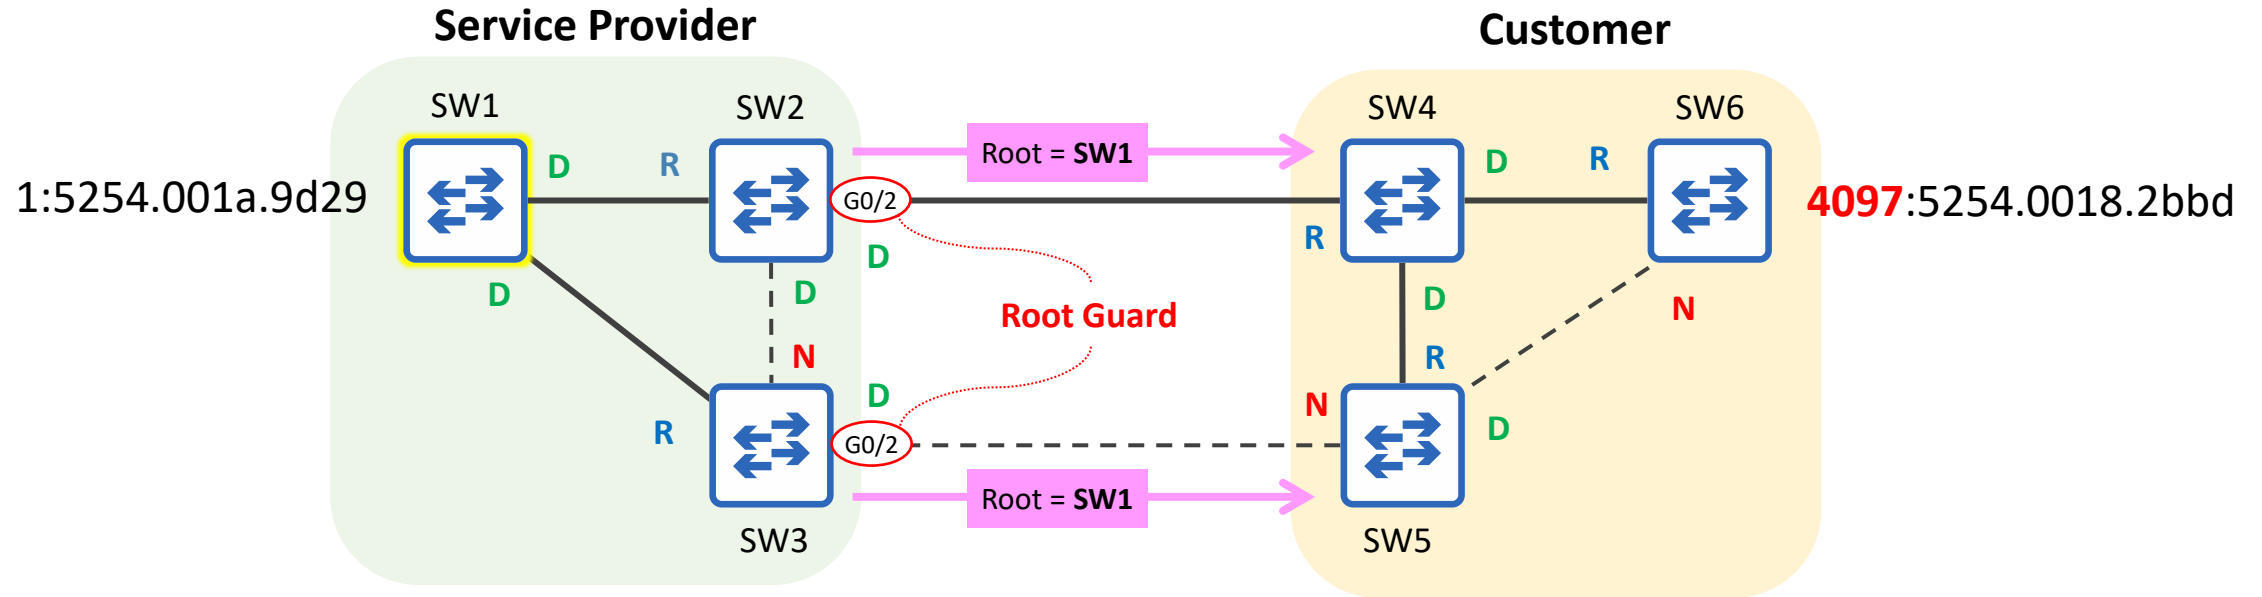 Service Provider
Customer
SW1
SW2
SW4
SW6
Root = SW1
D
R
D
R
1:5254.001a.9d29
G0/2
4097:5254.0018.2bbd
R
D
D
D
D
N
Root Guard
N
R
D
N
R
G0/2
D
Root = SW1
SW3
SW5